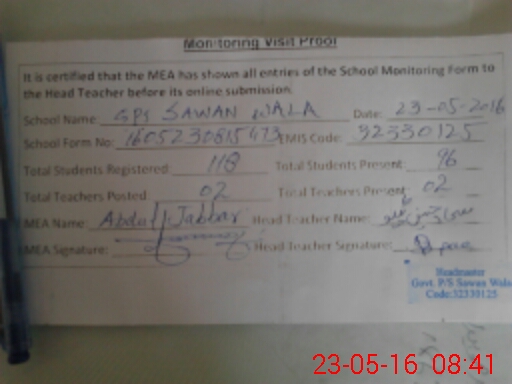 Monitoring Visit Proof
It is certified that the MEA has shown all entries of the School Monitoring Form to
the Head Teacher before its online submission.
School Name: GPS SAWAN WALA Date: 23-05-2016
School Form No: 1605230815473 EMIS Code: 32330125
Total Students Registered: 118 Total Students Present: 96
Total Teachers Posted: 02 Total Teachers Present: 02
MEA Name: Abdul Jabbar Head Teacher Name:
MEA Signature: Head Teacher Signature:
Headmaster
Govt. P/S Sawan Wala
Code:32330125
23-05-16 08:41